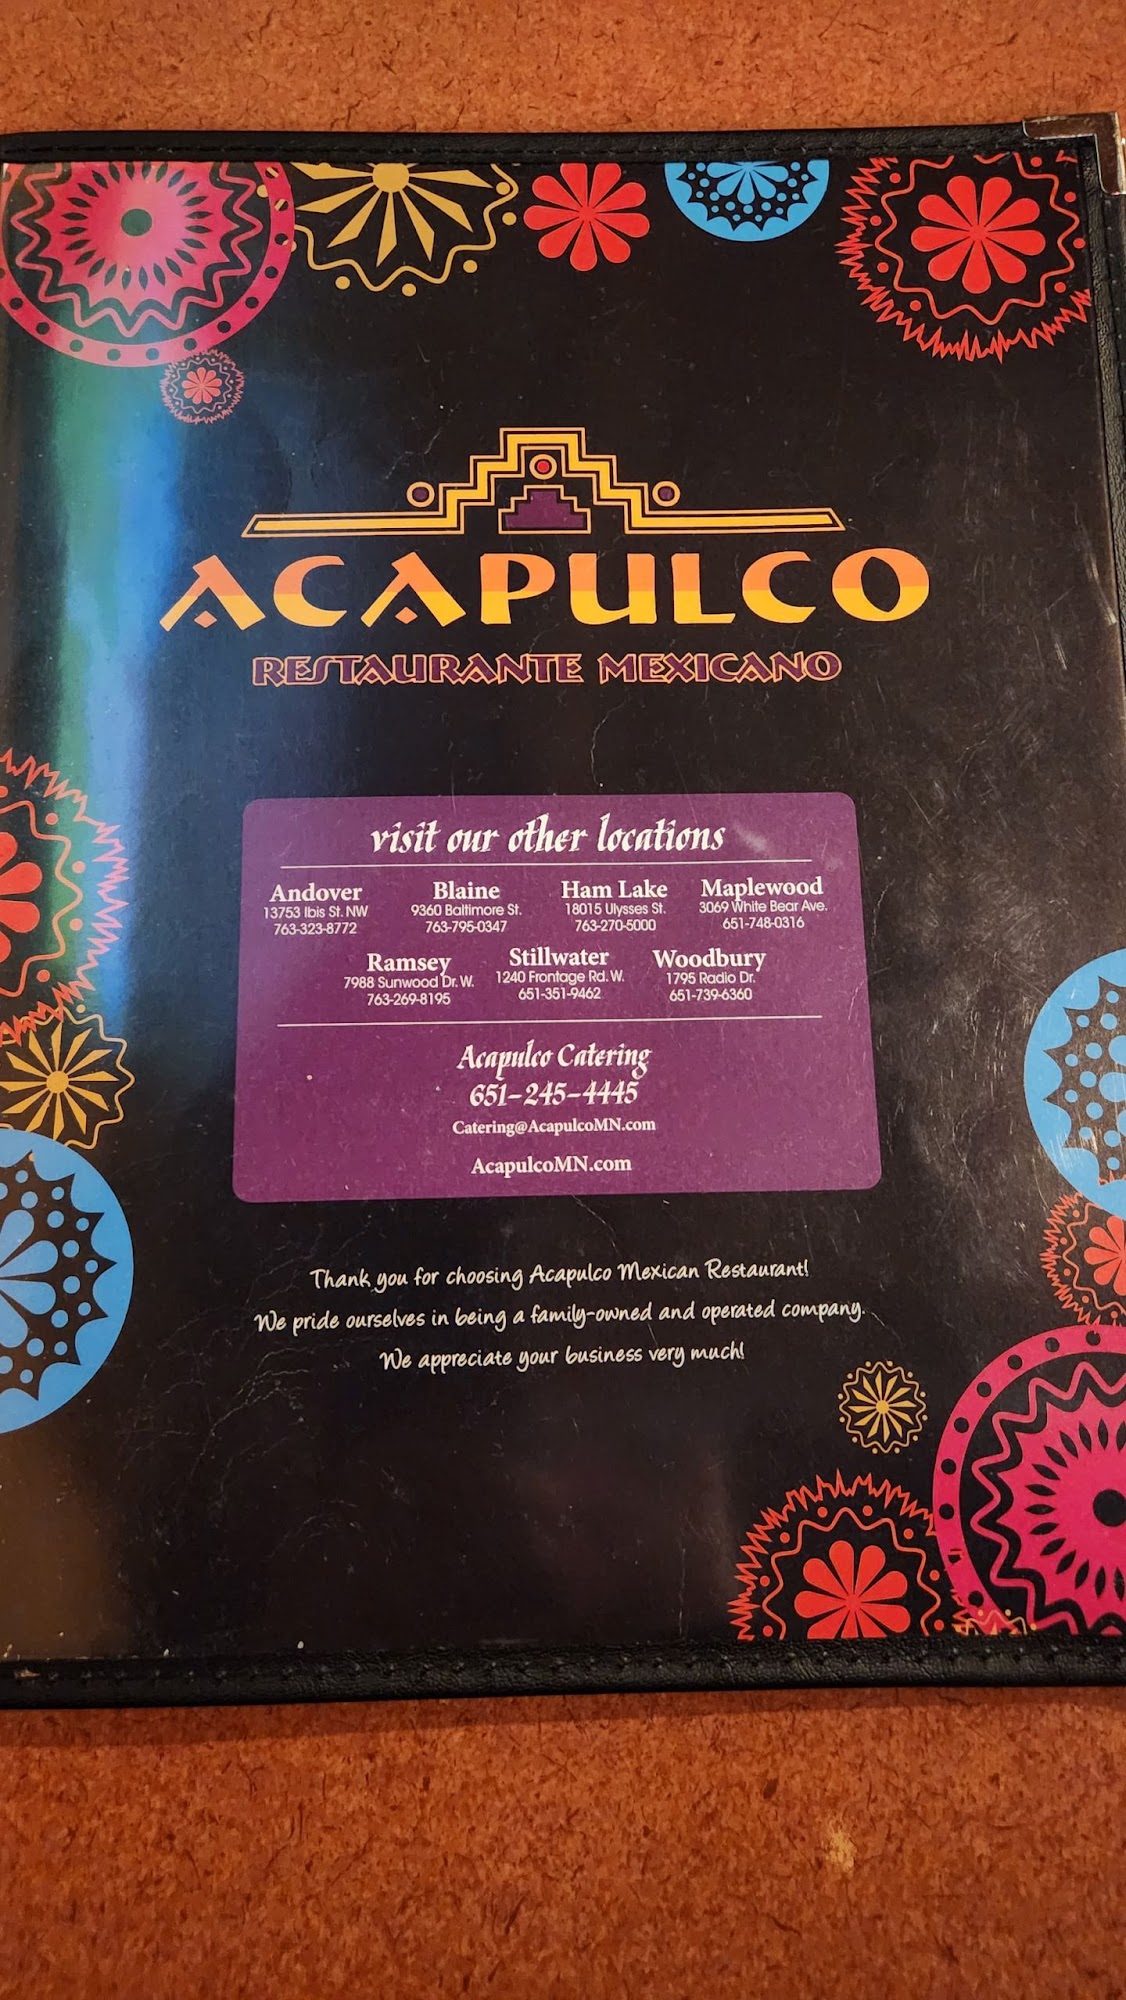 ACAPULCO
RESTAURANTE MEXICANO
visit our other locations
Andover Blaine Ham Lake Maplewood
13753 Ibis St. NW 9360 Baltimore St. 18015 Ulysses St. 3069 White Bear Ave.
763-323-8772 763-795-0347 763-270-5000 651-748-0316
Ramsey Stillwater Woodbury
7988 Sunwood Dr. W. 1240 Frontage Rd. W. 1795 Radio Dr.
763-269-8195 651-351-9462 651-739-6360
Acapulco Catering
651-245-4445
Catering@AcapulcoMN.com
AcapulcoMN.com
Thank you for choosing Acapulco Mexican Restaurant!
We pride ourselves in being a family-owned and operated company.
We appreciate your business very much!